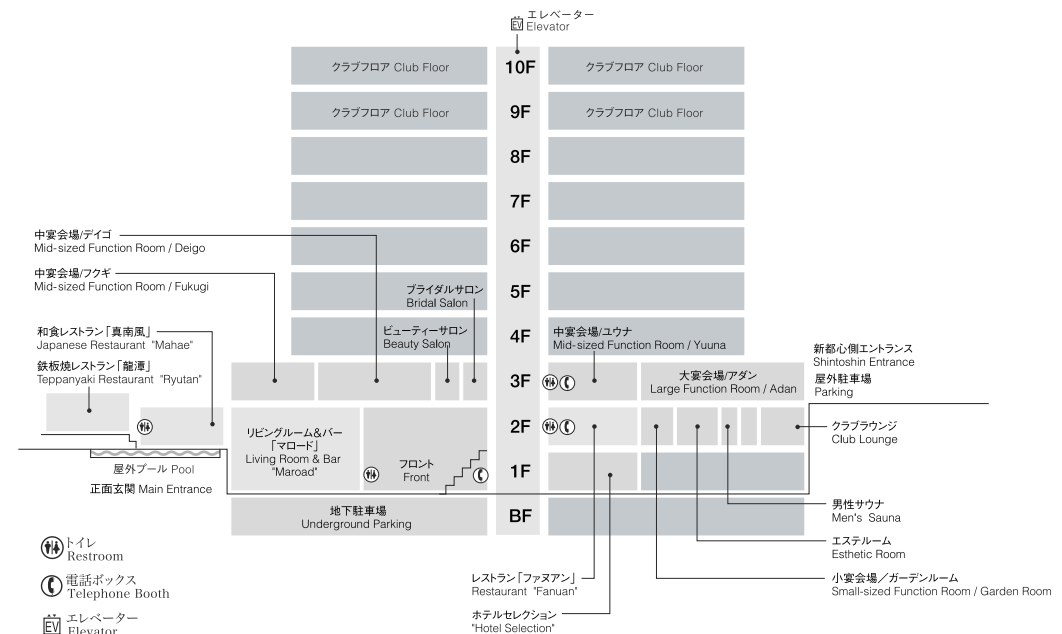 エレベーター
EV Elevator
クラブフロア Club Floor
10F
クラブフロア Club Floor
クラブフロア Club Floor
9F
クラブフロア Club Floor
8F
7F
6F
5F
4F
3F
2F
1F
BF
中宴会場/デイゴ
Mid-sized Function Room / Deigo
中宴会場/フクギ
Mid-sized Function Room / Fukugi
ブライダルサロン
Bridal Salon
ビューティーサロン
Beauty Salon
中宴会場/ユウナ
Mid-sized Function Room / Yuuna
和食レストラン「真南風」
Japanese Restaurant "Mahae"
鉄板焼レストラン「龍潭」
Teppanyaki Restaurant "Ryutan"
大宴会場/アダン
Large Function Room / Adan
新都心側エントランス
Shintoshin Entrance
屋外駐車場
Parking
リビングルーム&バー
「マロード」
Living Room & Bar
"Maroad"
フロント
Front
クラブラウンジ
Club Lounge
屋外プール Pool
正面玄関 Main Entrance
地下駐車場
Underground Parking
男性サウナ
Men's Sauna
エステルーム
Esthetic Room
小宴会場／ガーデンルーム
Small-sized Function Room / Garden Room
レストラン「ファヌアン」
Restaurant "Fanuan"
ホテルセレクション
"Hotel Selection"
トイレ
Restroom
電話ボックス
Telephone Booth
エレベーター
EV Elevator